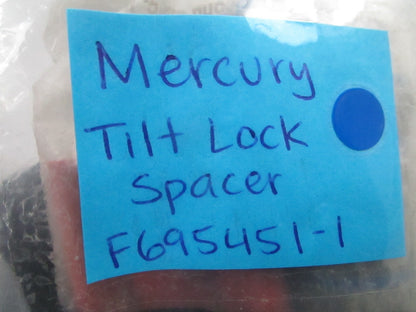 Mercury
Tilt Lock
Spacer
F695451-1